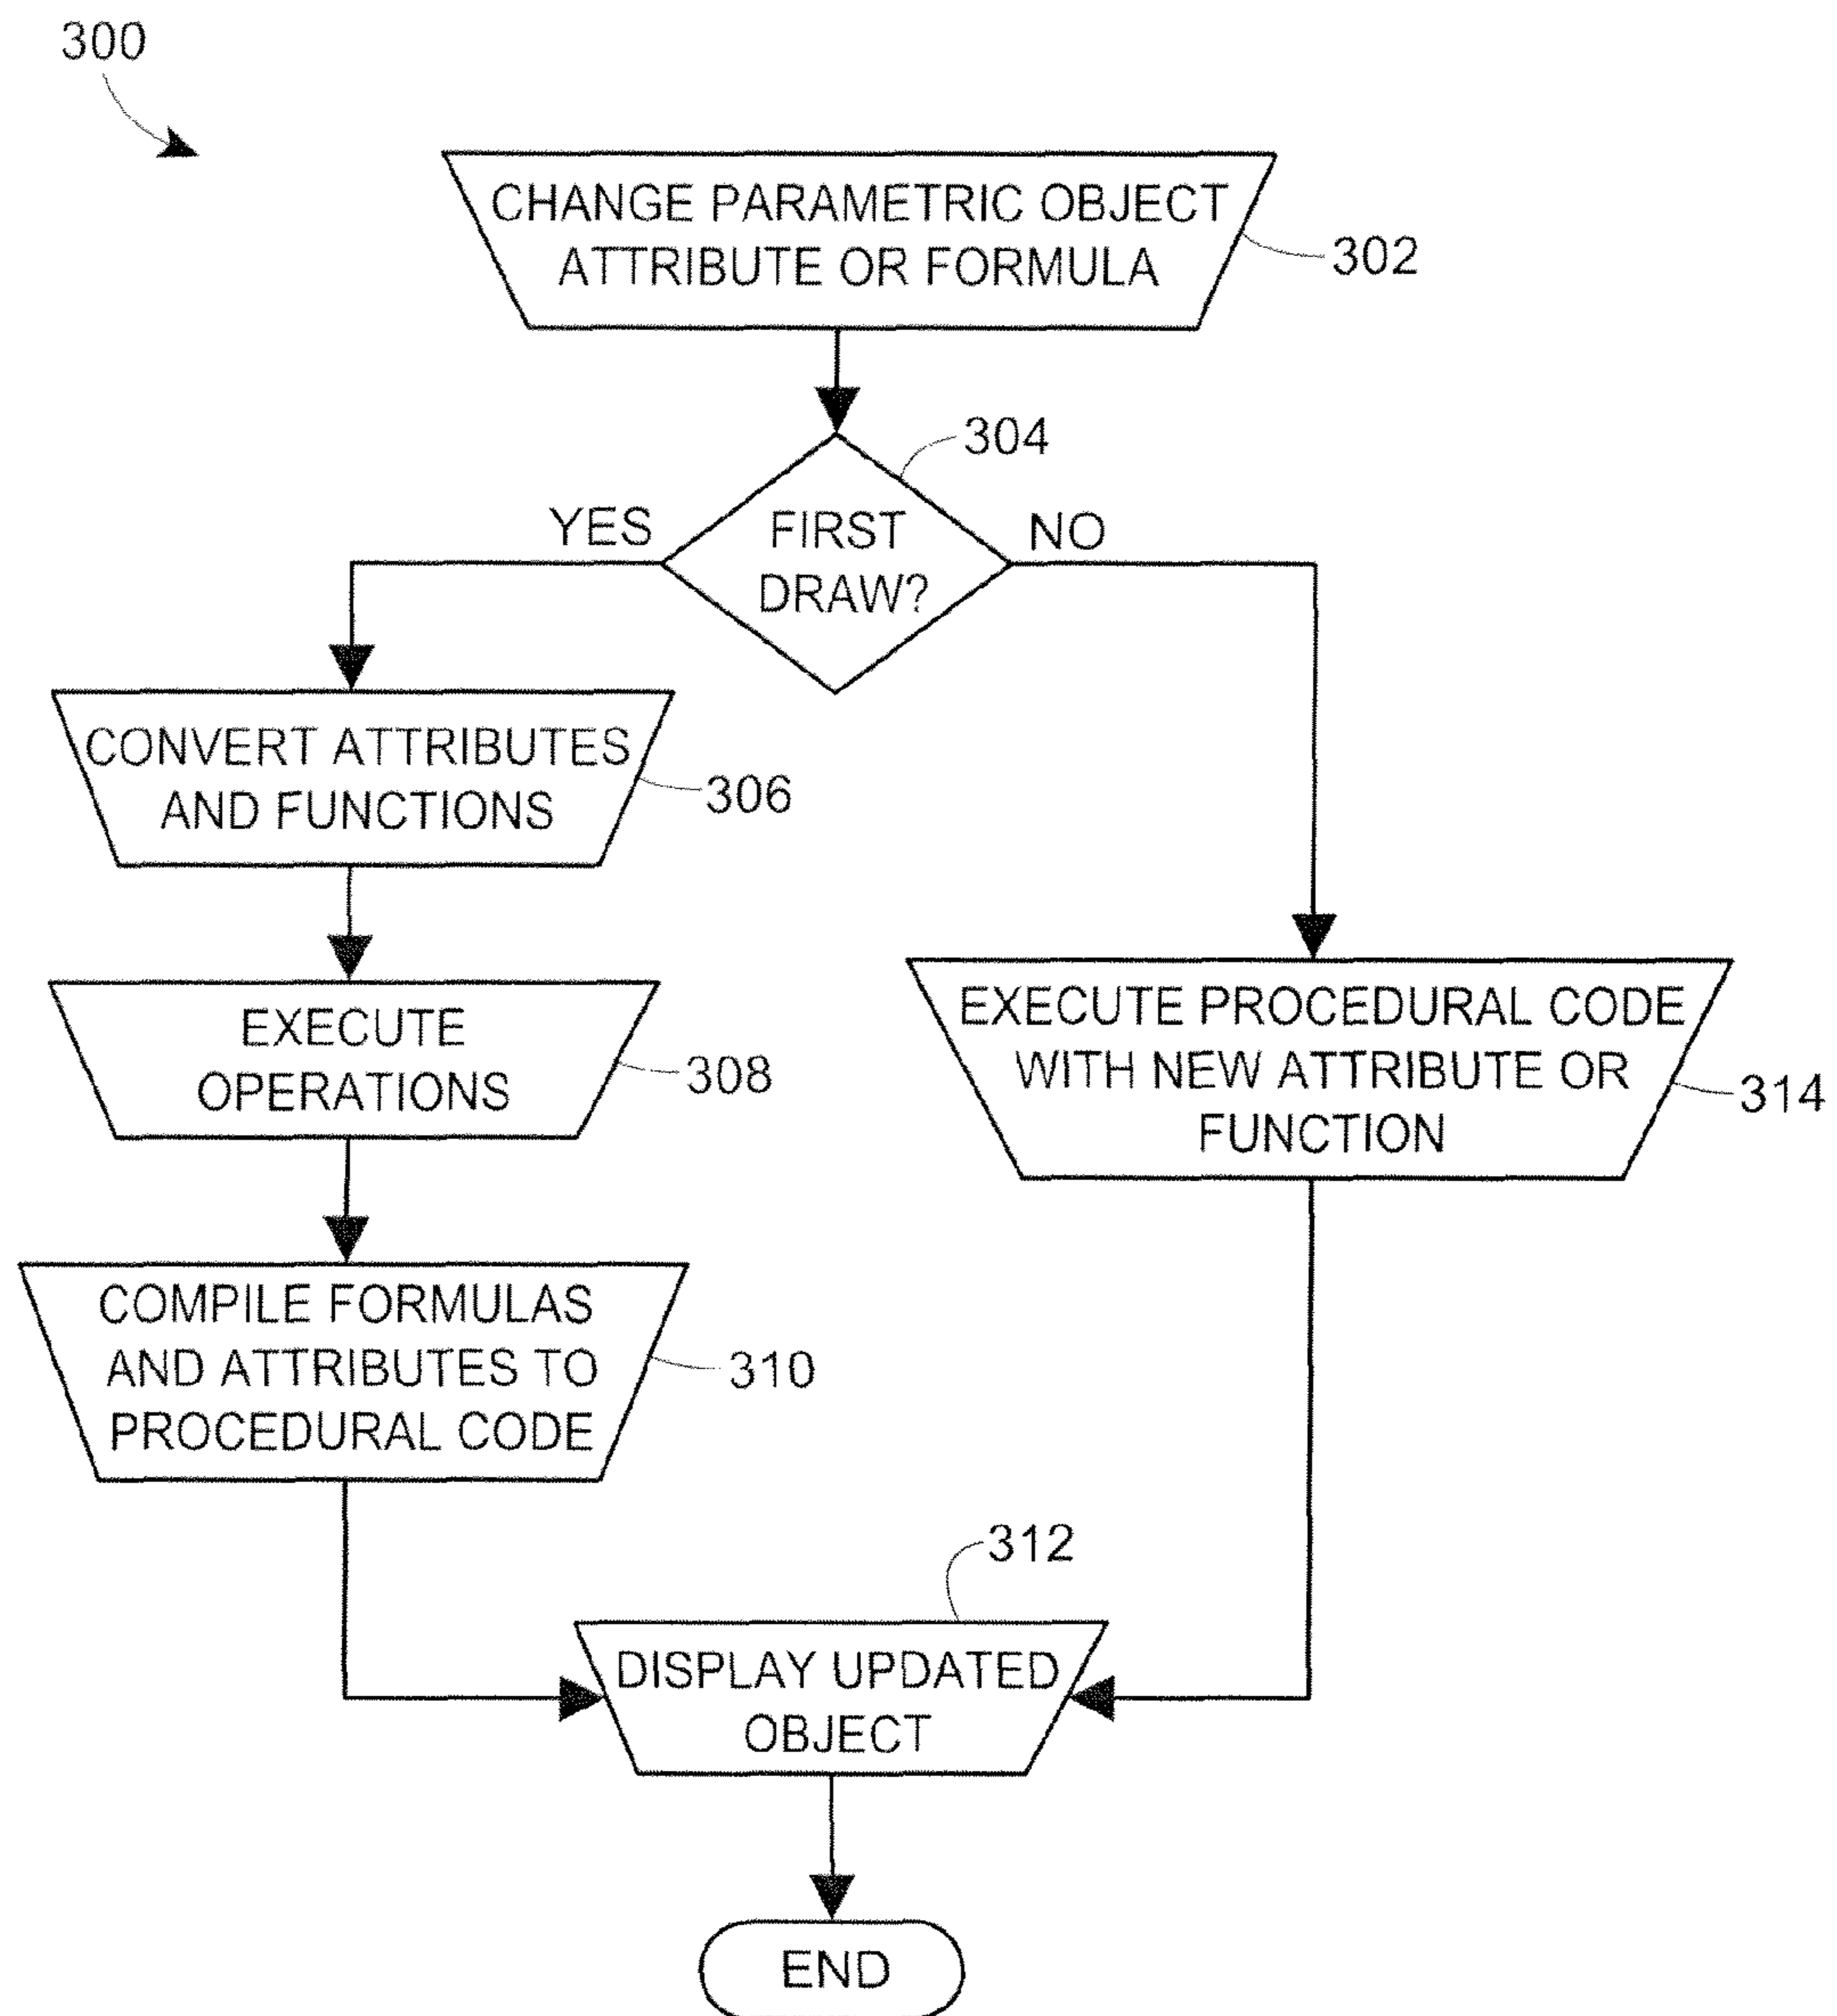 300
CHANGE PARAMETRIC OBJECT
ATTRIBUTE OR FORMULA
302
304
YES
FIRST
DRAW?
NO
CONVERT ATTRIBUTES
AND FUNCTIONS
306
EXECUTE
OPERATIONS
308
EXECUTE PROCEDURAL CODE
WITH NEW ATTRIBUTE OR
FUNCTION
314
COMPILE FORMULAS
AND ATTRIBUTES TO
PROCEDURAL CODE
310
312
DISPLAY UPDATED
OBJECT
END